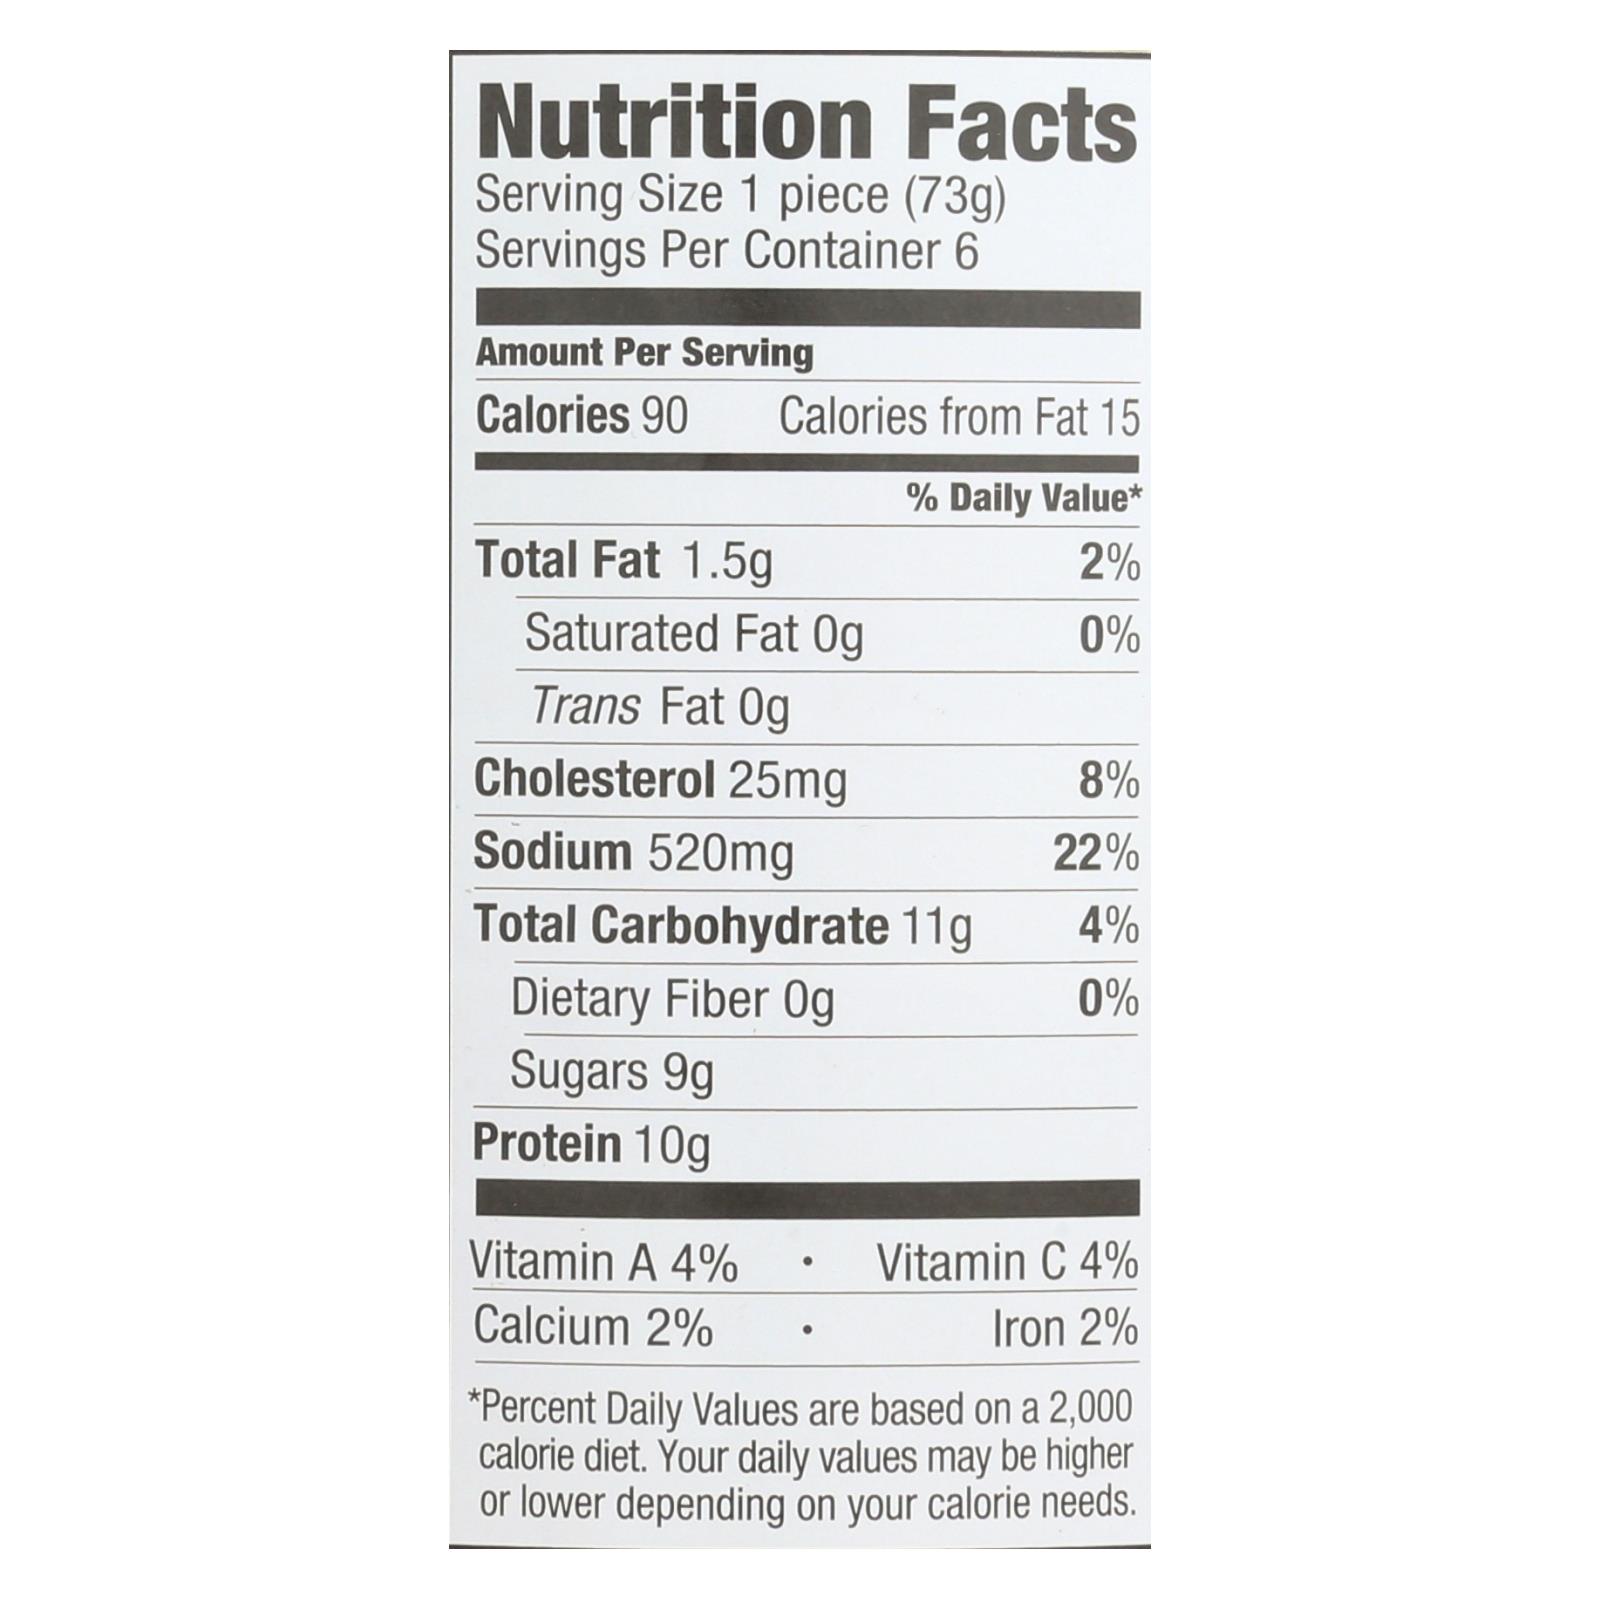 Nutrition Facts
Serving Size 1 piece (73g)
Servings Per Container 6
Amount Per Serving
Calories 90 Calories from Fat 15
% Daily Value*
Total Fat 1.5g 2%
Saturated Fat 0g 0%
Trans Fat 0g
Cholesterol 25mg 8%
Sodium 520mg 22%
Total Carbohydrate 11g 4%
Dietary Fiber 0g 0%
Sugars 9g
Protein 10g
Vitamin A 4% • Vitamin C 4%
Calcium 2% • Iron 2%
*Percent Daily Values are based on a 2,000
calorie diet. Your daily values may be higher
or lower depending on your calorie needs.